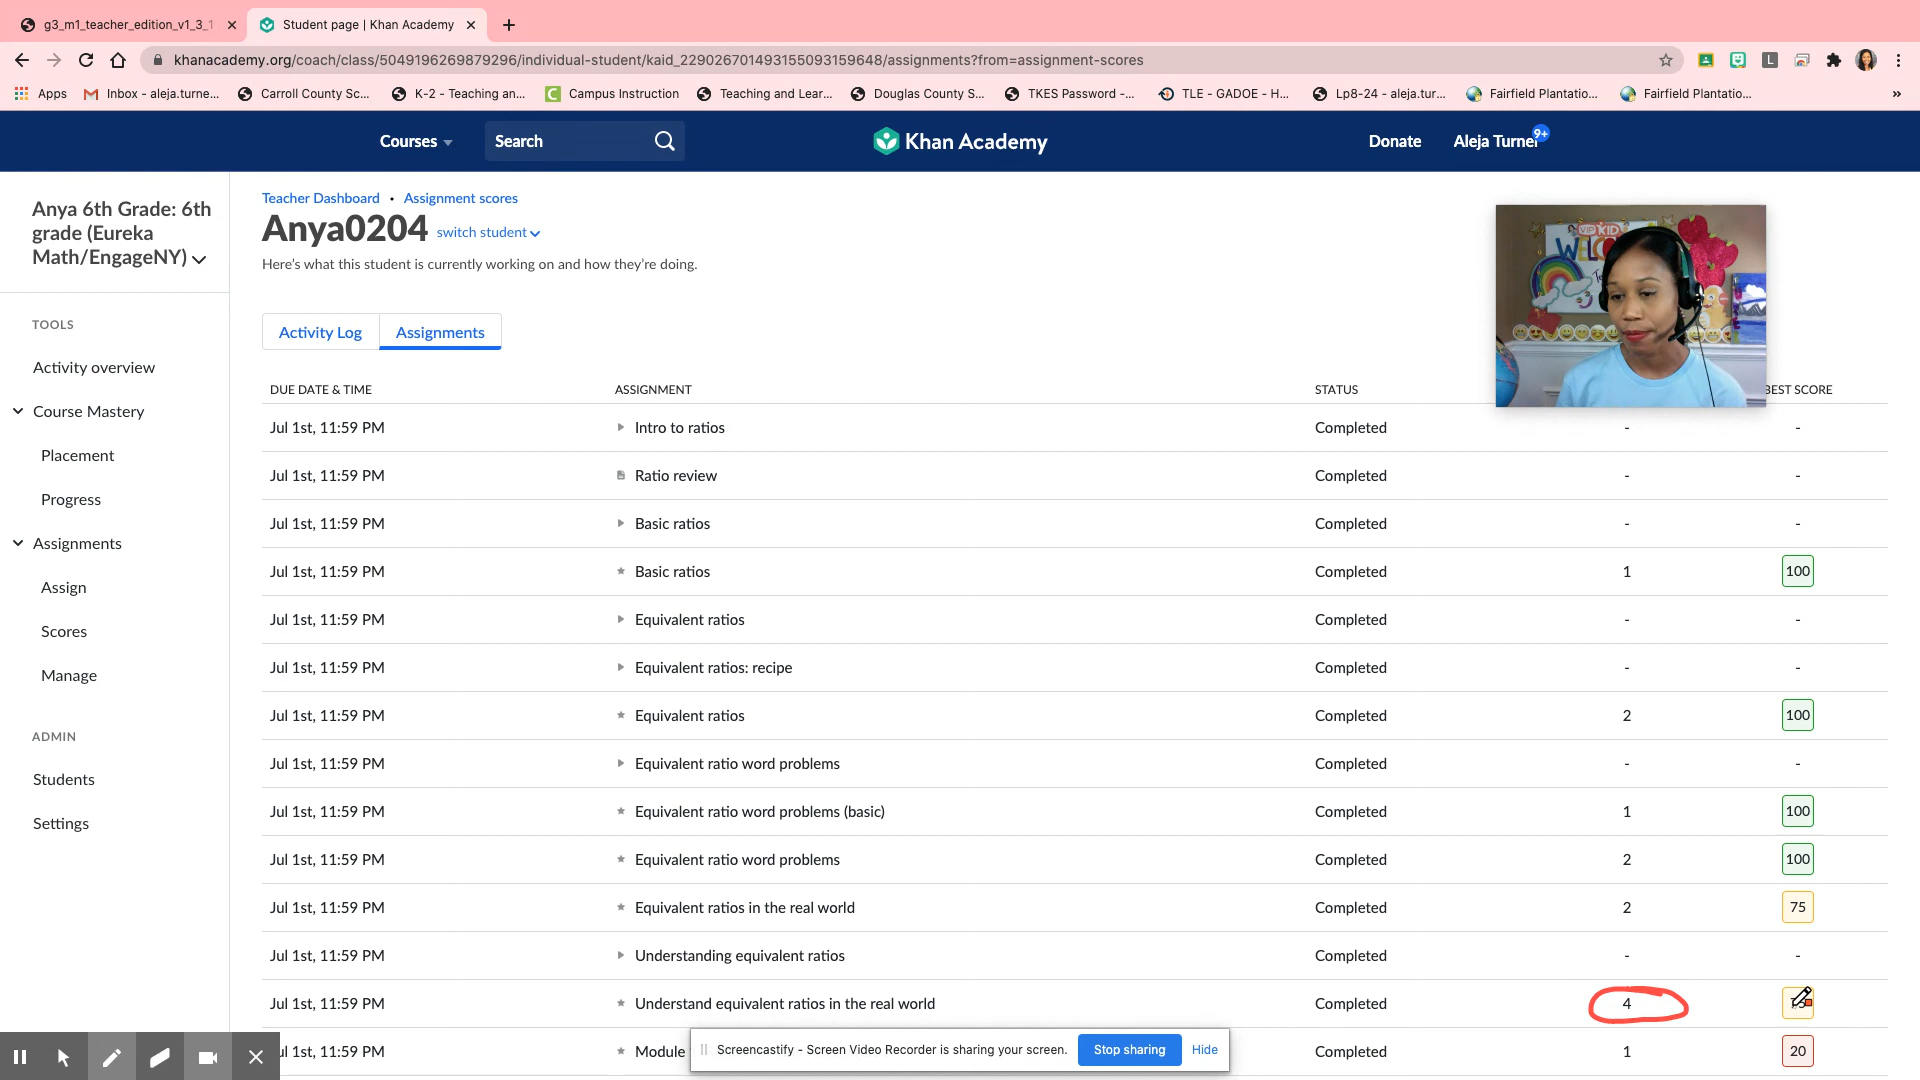 g3_m1_teacher_edition_v1_3_1
Student page | Khan Academy
khanacademy.org/coach/class/5049196269879296/individual-student/kaid_229026701493155093159648/assignments?from=assignment-scores
Apps
Inbox - aleja.turne...
Carroll County Sc...
K-2 - Teaching an...
Campus Instruction
Teaching and Lear...
Douglas County S...
TKES Password -...
TLE - GADOE - H...
Lp8-24 - aleja.tur...
Fairfield Plantatio...
Fairfield Plantatio...
»
Courses
Search
Khan Academy
Donate
Aleja Turner
9+
Anya 6th Grade: 6th
grade (Eureka
Math/EngageNY)
TOOLS
Activity overview
Course Mastery
Placement
Progress
Assignments
Assign
Scores
Manage
ADMIN
Students
Settings
Teacher Dashboard • Assignment scores
Anya0204 switch student
Here's what this student is currently working on and how they're doing.
Activity Log
Assignments
VIPKID
DUE DATE & TIME ASSIGNMENT STATUS BEST SCORE
Jul 1st, 11:59 PM Intro to ratios Completed - -
Jul 1st, 11:59 PM Ratio review Completed - -
Jul 1st, 11:59 PM Basic ratios Completed - -
Jul 1st, 11:59 PM Basic ratios Completed 1 100
Jul 1st, 11:59 PM Equivalent ratios Completed - -
Jul 1st, 11:59 PM Equivalent ratios: recipe Completed - -
Jul 1st, 11:59 PM Equivalent ratios Completed 2 100
Jul 1st, 11:59 PM Equivalent ratio word problems Completed - -
Jul 1st, 11:59 PM Equivalent ratio word problems (basic) Completed 1 100
Jul 1st, 11:59 PM Equivalent ratio word problems Completed 2 100
Jul 1st, 11:59 PM Equivalent ratios in the real world Completed 2 75
Jul 1st, 11:59 PM Understanding equivalent ratios Completed - -
Jul 1st, 11:59 PM Understand equivalent ratios in the real world Completed 4
ul 1st, 11:59 PM Module Completed 1 20
Screencastify - Screen Video Recorder is sharing your screen.
Stop sharing
Hide